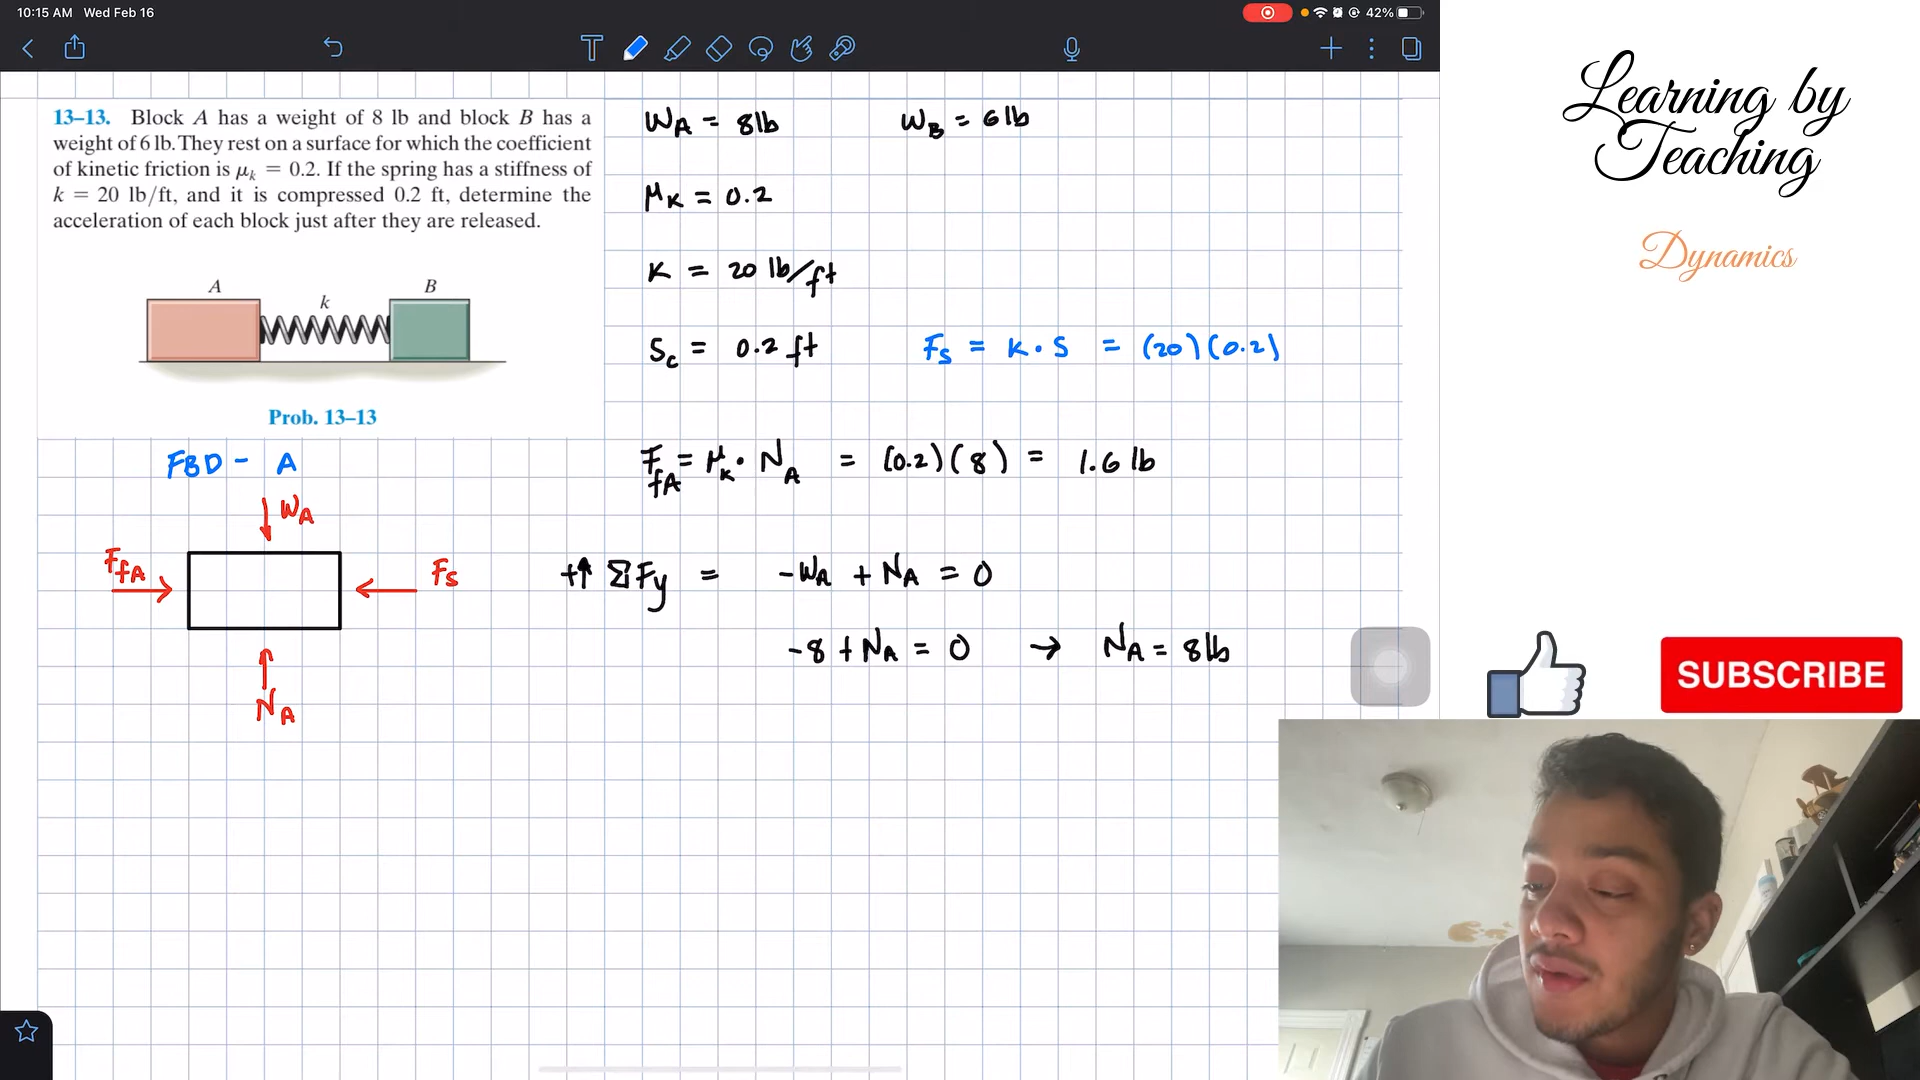 10:15 AM Wed Feb 16
42%
13–13. Block A has a weight of 8 lb and block B has a
weight of 6 lb. They rest on a surface for which the coefficient
of kinetic friction is μk = 0.2. If the spring has a stiffness of
k = 20 lb/ft, and it is compressed 0.2 ft, determine the
acceleration of each block just after they are released.
A
k
B
Prob. 13–13
WA = 8lb
WB = 6lb
μK = 0.2
K = 20 lb/ft
Sc = 0.2 ft
Fs = K · S = (20)(0.2)
FfA = μk · NA = (0.2)(8) = 1.6 lb
FBD - A
WA
FfA
Fs
NA
+↑ ΣFy = -WA + NA = 0
-8 + NA = 0 → NA = 8lb
Learning by
Teaching
Dynamics
SUBSCRIBE